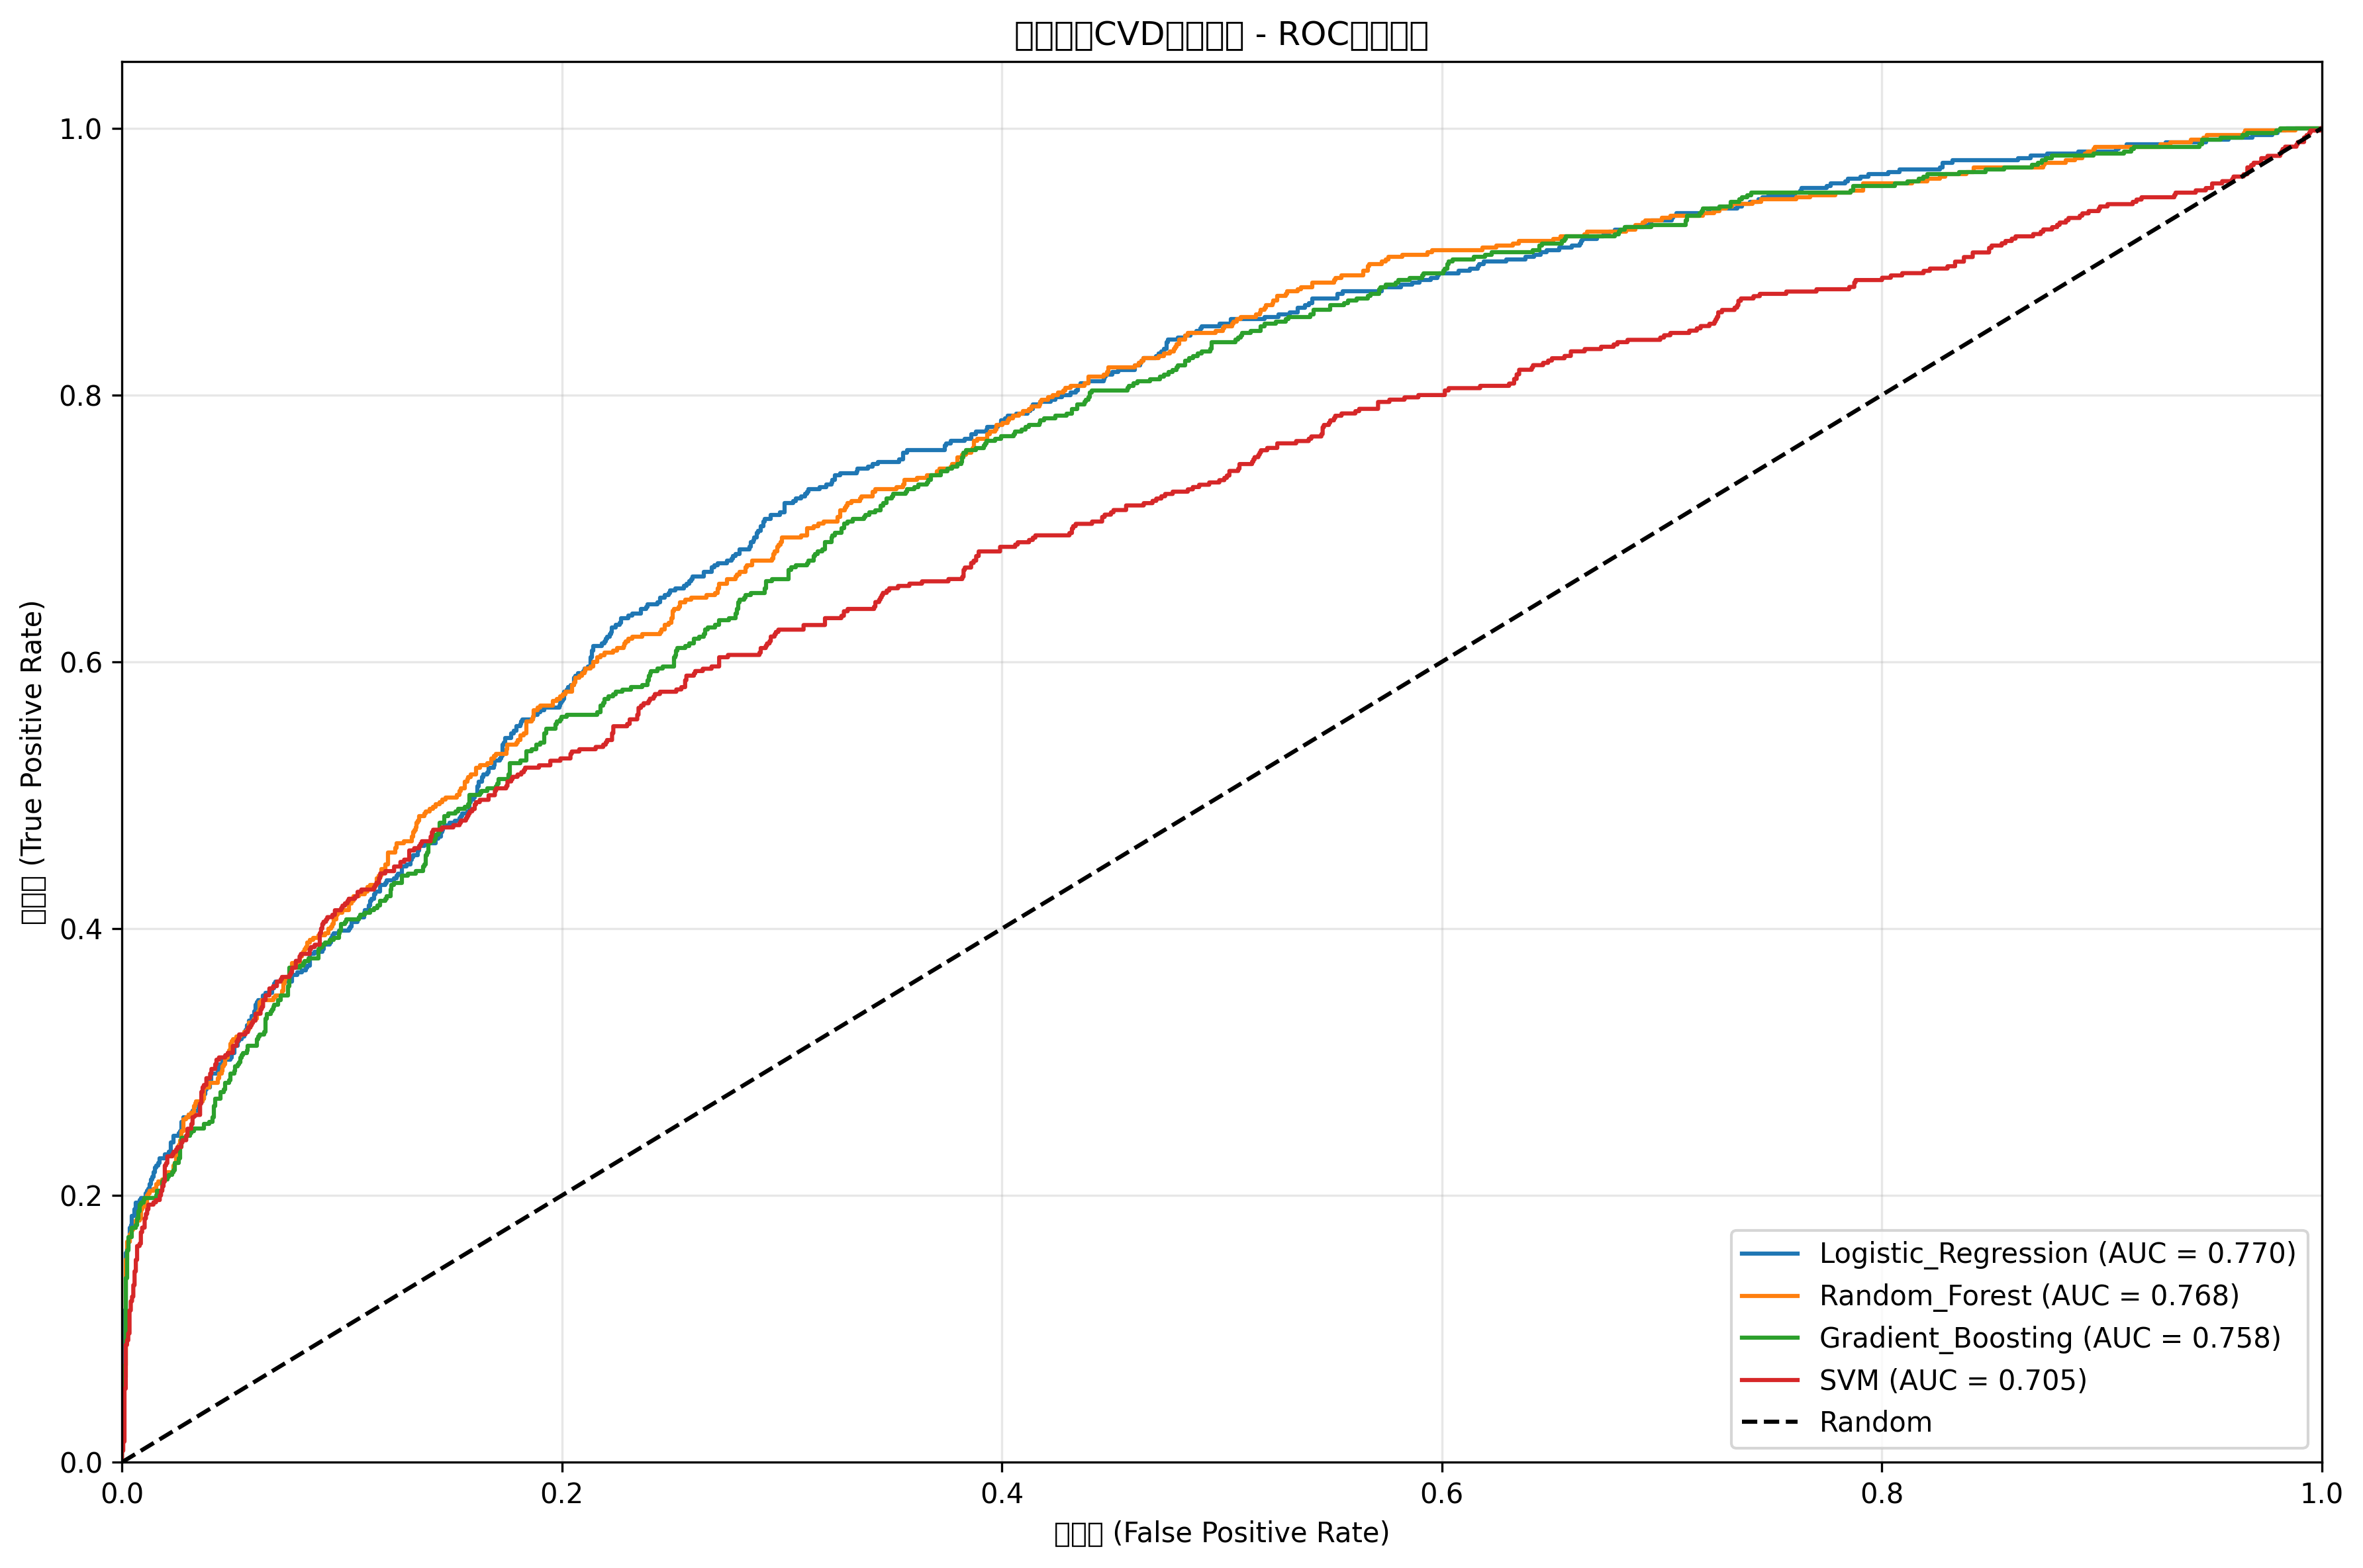 CVD - ROC
1.0
0.8
0.6
0.4
0.2
0.0
(True Positive Rate)
0.0 0.2 0.4 0.6 0.8 1.0
(False Positive Rate)
Logistic_Regression (AUC = 0.770)
Random_Forest (AUC = 0.768)
Gradient_Boosting (AUC = 0.758)
SVM (AUC = 0.705)
Random